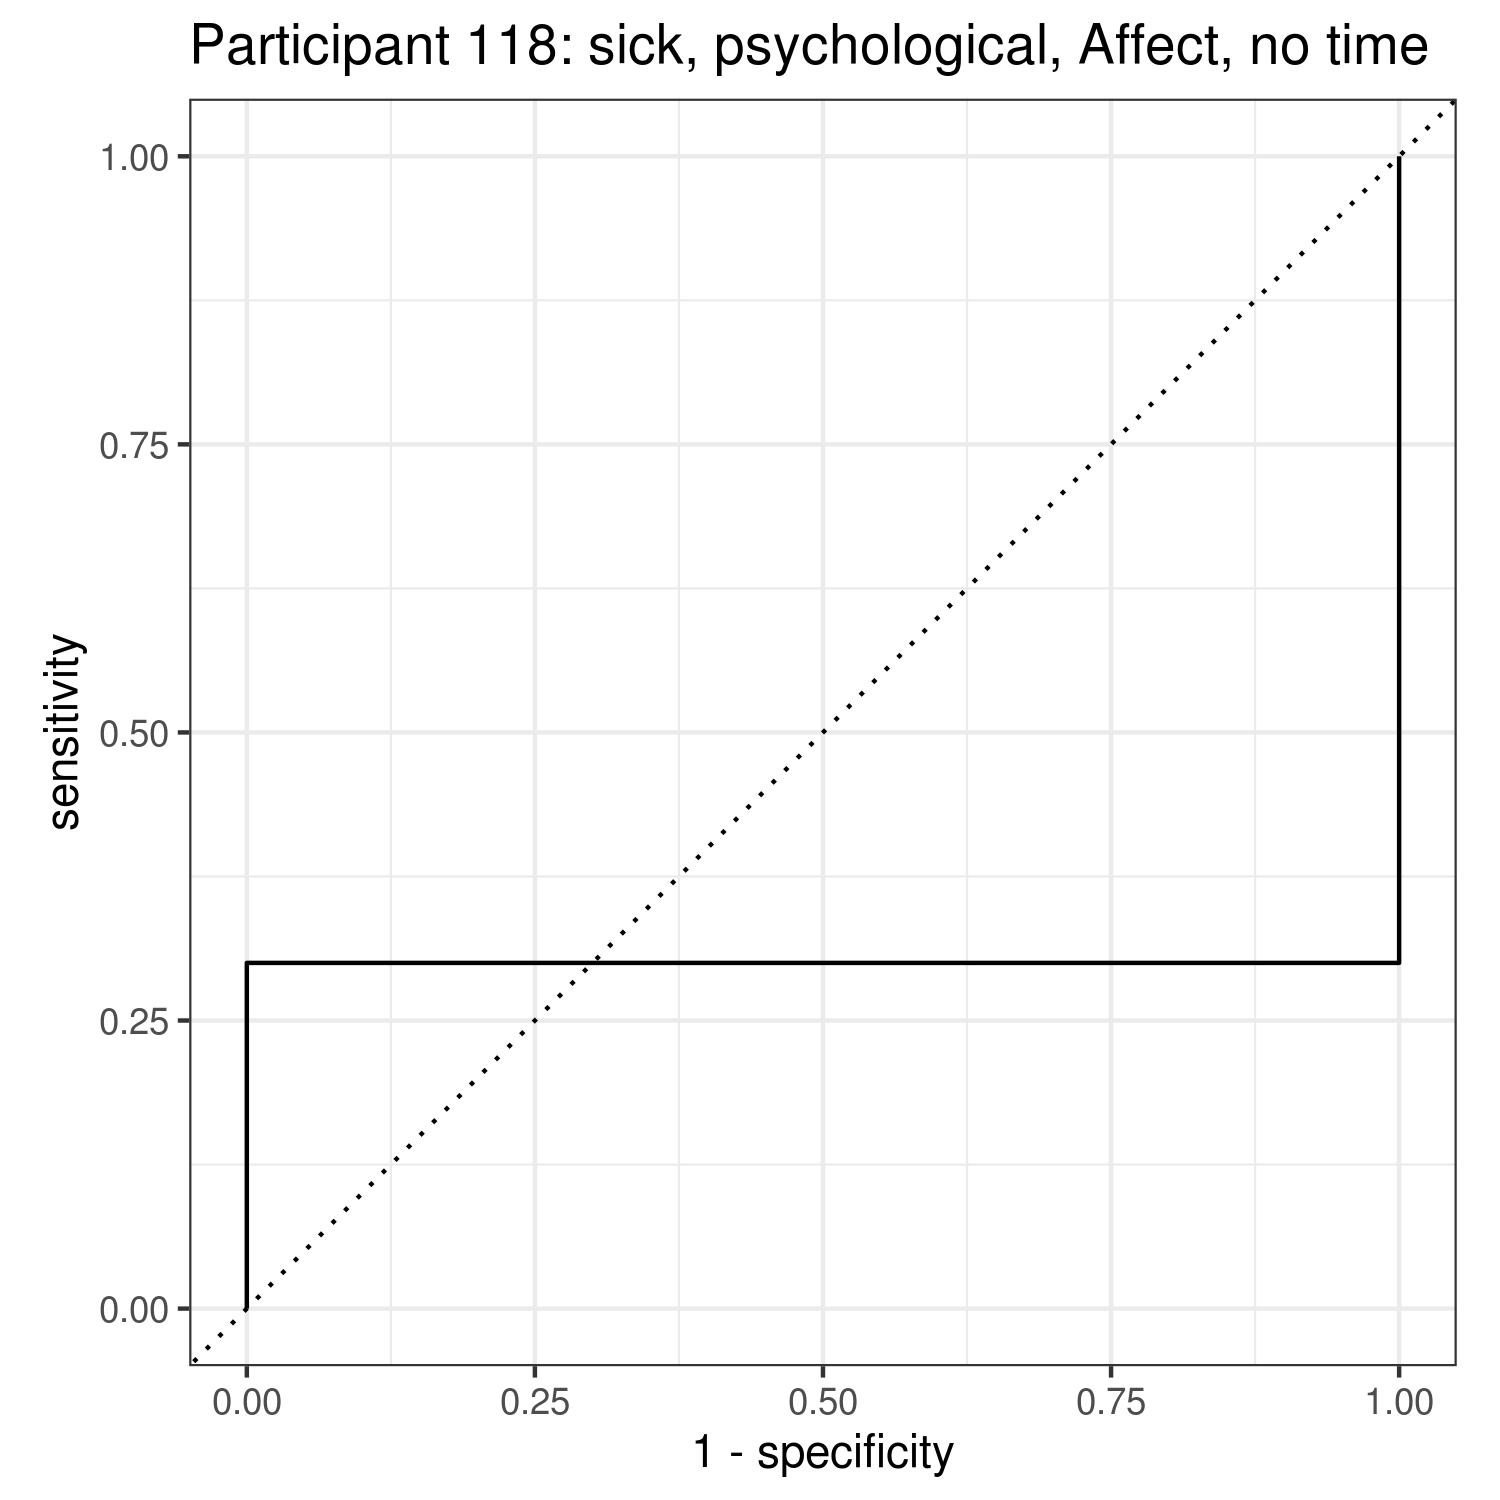 Participant 118: sick, psychological, Affect, no time
1.00
0.75
0.50
0.25
0.00
sensitivity
0.00 0.25 0.50 0.75 1.00
1 - specificity